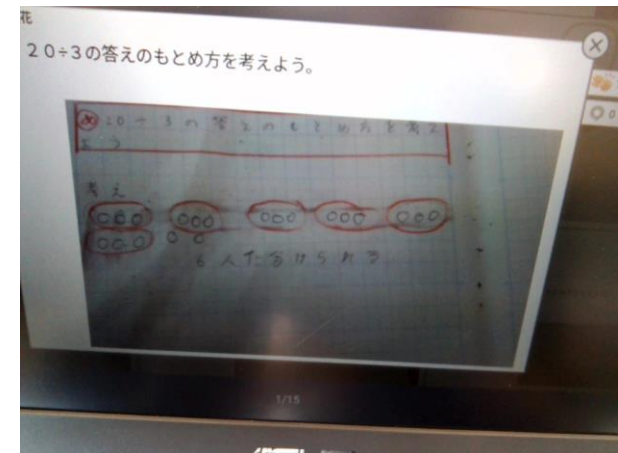 花
20÷3の答えのもとめ方を考えよう。
め 20÷3の答えのもとめ方を考え
よう
考え
6人に分けられる
1/15
0